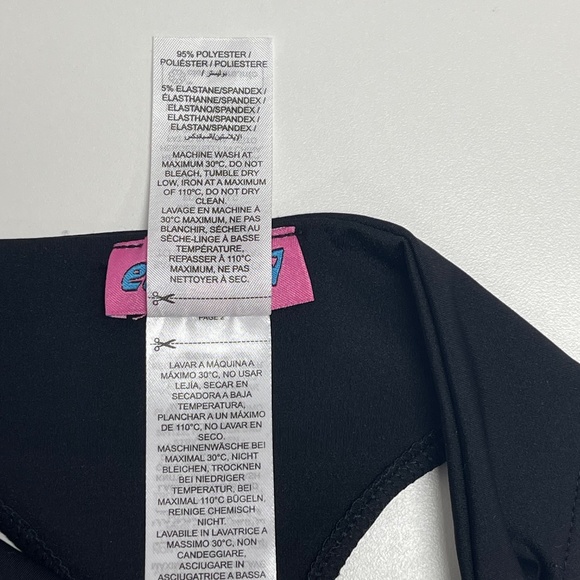 95% POLYESTER /
POLIÉSTER / POLIESTERE
/ بوليستر
5% ELASTANE/SPANDEX /
ÉLASTHANNE/SPANDEX /
ELASTANO/SPANDEX /
ELASTHAN/SPANDEX /
ELASTAN/SPANDEX /
الإيلاستين/السباندكس /
MACHINE WASH AT
MAXIMUM 30°C, DO NOT
BLEACH, TUMBLE DRY
LOW, IRON AT A MAXIMUM
OF 110°C, DO NOT DRY
CLEAN.
LAVAGE EN MACHINE À
30°C MAXIMUM, NE PAS
BLANCHIR, SÉCHER AU
SÈCHE-LINGE À BASSE
TEMPÉRATURE,
REPASSER À 110°C
MAXIMUM, NE PAS
NETTOYER À SEC.
PAGE 2
LAVAR A MÁQUINA A
MÁXIMO 30°C, NO USAR
LEJÍA, SECAR EN
SECADORA A BAJA
TEMPERATURA,
PLANCHAR A UN MÁXIMO
DE 110°C, NO LAVAR EN
SECO.
MASCHINENWÄSCHE BEI
MAXIMAL 30°C, NICHT
BLEICHEN, TROCKNEN
BEI NIEDRIGER
TEMPERATUR, BEI
MAXIMAL 110°C BÜGELN,
REINIGE CHEMISCH
NICHT.
LAVABILE IN LAVATRICE A
MASSIMO 30°C, NON
CANDEGGIARE,
ASCIUGARE IN
ASCIUGATRICE A BASSA